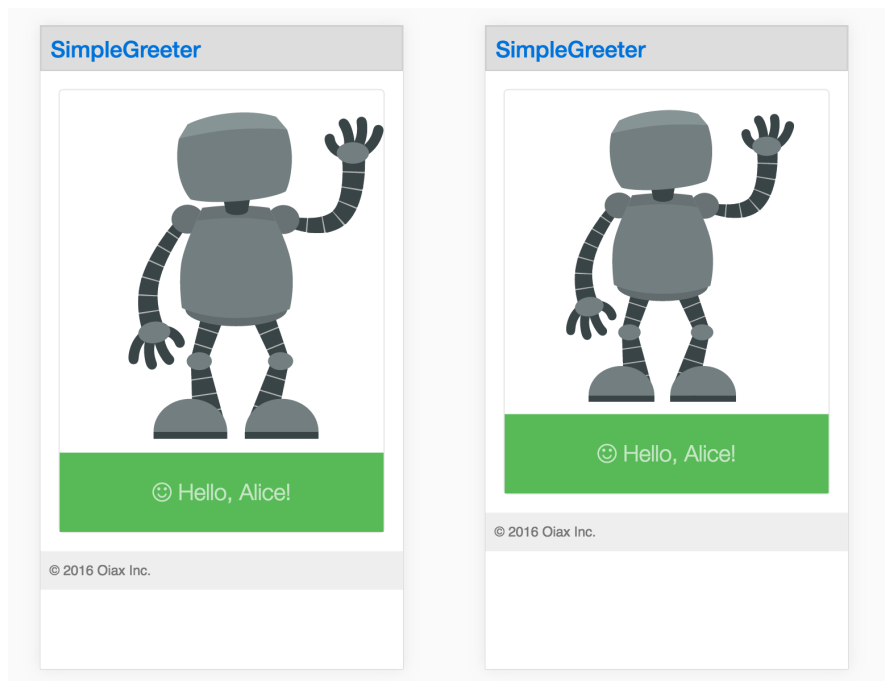 SimpleGreeter
☺ Hello, Alice!
© 2016 Oiax Inc.
SimpleGreeter
☺ Hello, Alice!
© 2016 Oiax Inc.